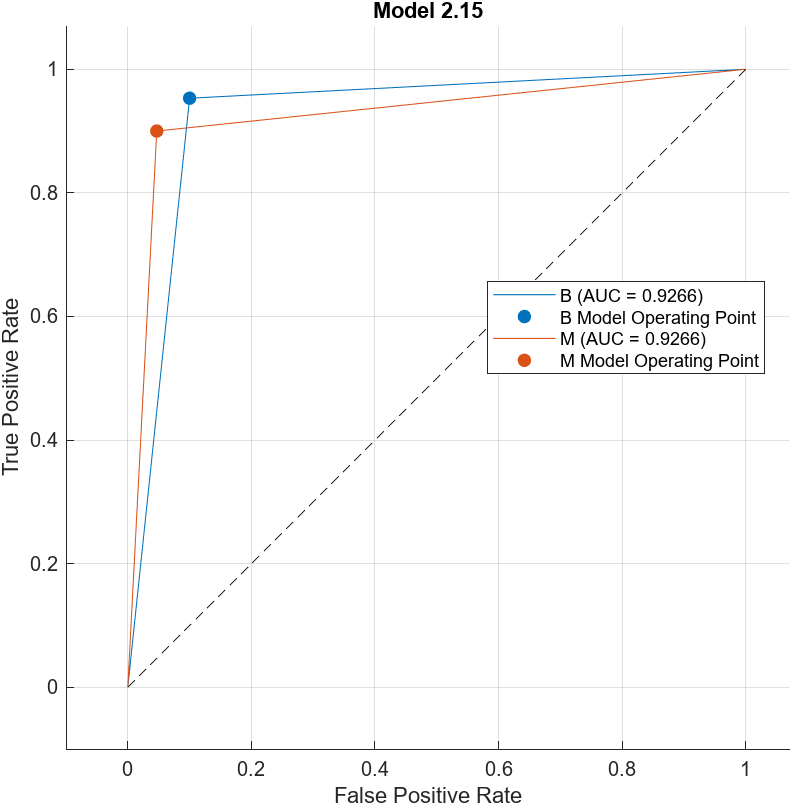 Model 2.15
1
0.8
0.6
0.4
0.2
0
True Positive Rate
B (AUC = 0.9266)
B Model Operating Point
M (AUC = 0.9266)
M Model Operating Point
0 0.2 0.4 0.6 0.8 1
False Positive Rate